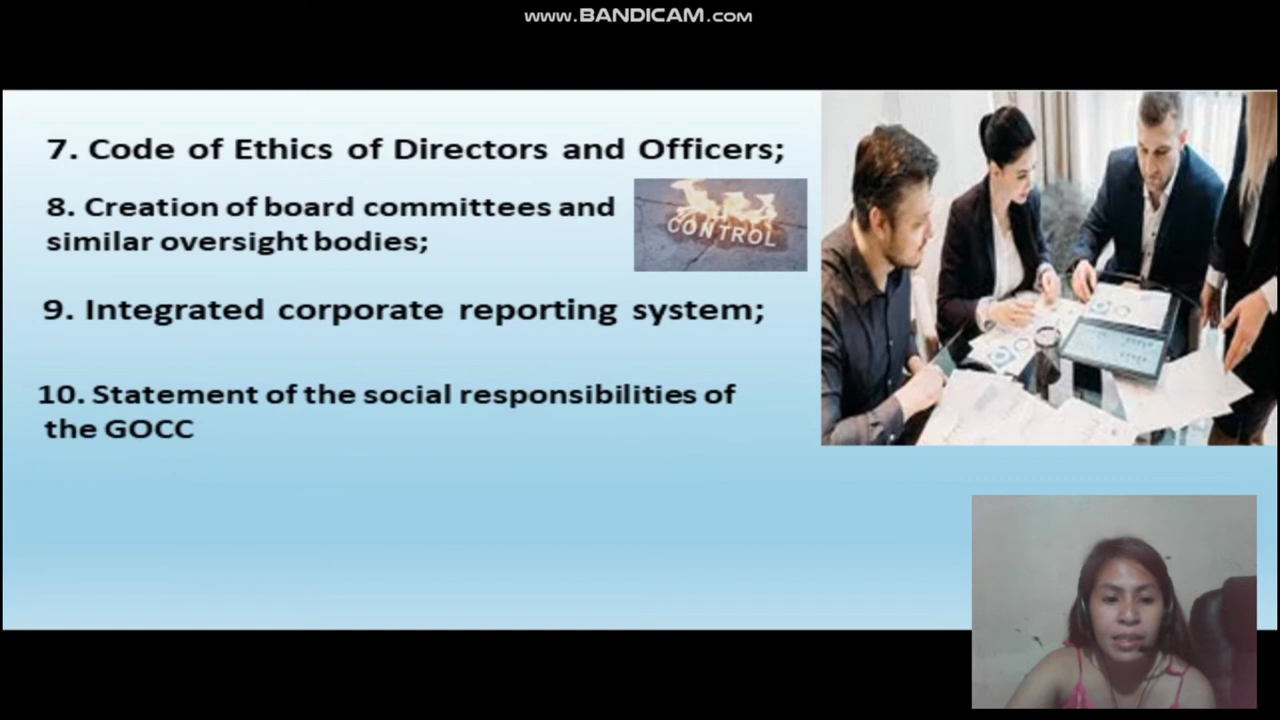 www.BANDICAM.com
7. Code of Ethics of Directors and Officers;
8. Creation of board committees and
similar oversight bodies;
CONTROL
9. Integrated corporate reporting system;
10. Statement of the social responsibilities of
the GOCC